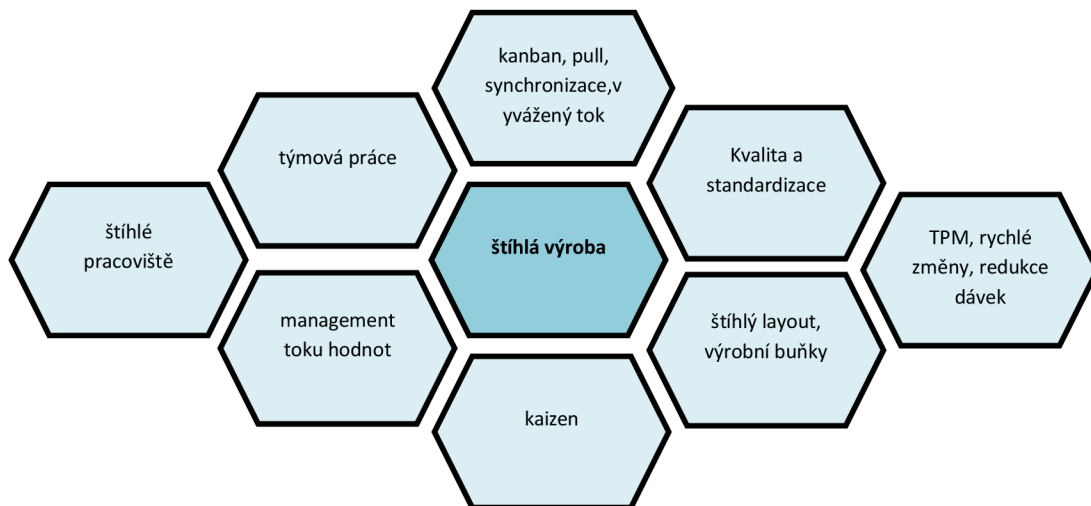 kanban, pull,
synchronizace,v
yvážený tok
týmová práce
Kvalita a
standardizace
štíhlé
pracoviště
štíhlá výroba
TPM, rychlé
změny, redukce
dávek
management
toku hodnot
štíhlý layout,
výrobní buňky
kaizen